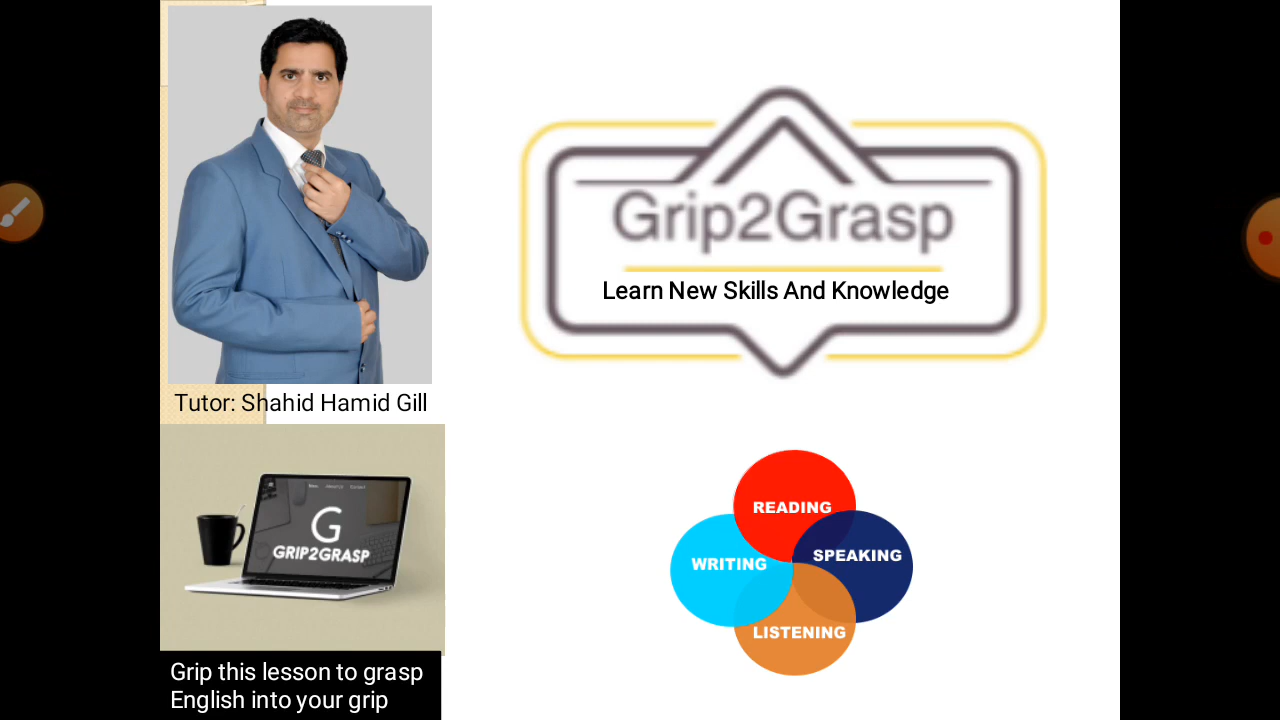 Grip2Grasp
Learn New Skills And Knowledge
Tutor: Shahid Hamid Gill
G
GRIP2GRASP
Grip this lesson to grasp
English into your grip
READING
WRITING
SPEAKING
LISTENING